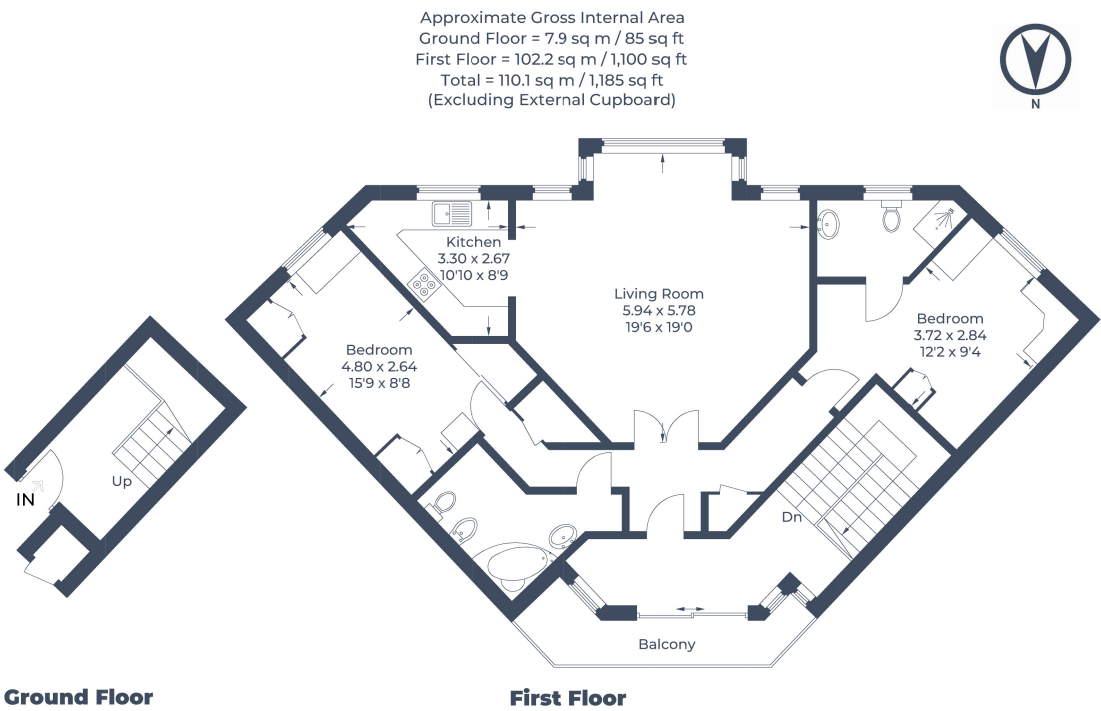 Approximate Gross Internal Area
Ground Floor = 7.9 sq m / 85 sq ft
First Floor = 102.2 sq m / 1,100 sq ft
Total = 110.1 sq m / 1,185 sq ft
(Excluding External Cupboard)
N
Kitchen
3.30 x 2.67
10'10 x 8'9
Living Room
5.94 x 5.78
19'6 x 19'0
Bedroom
3.72 x 2.84
12'2 x 9'4
Bedroom
4.80 x 2.64
15'9 x 8'8
Up
IN
Dn
Balcony
Ground Floor
First Floor